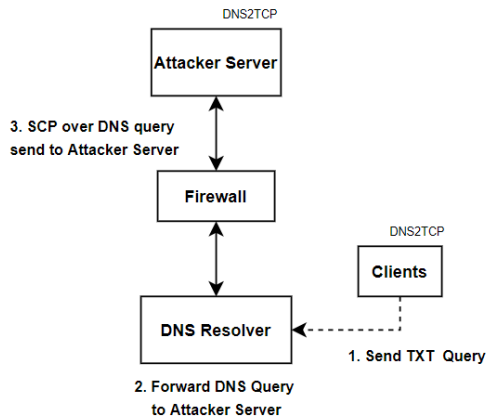 DNS2TCP
Attacker Server
3. SCP over DNS query
send to Attacker Server
Firewall
DNS2TCP
Clients
DNS Resolver
1. Send TXT Query
2. Forward DNS Query
to Attacker Server